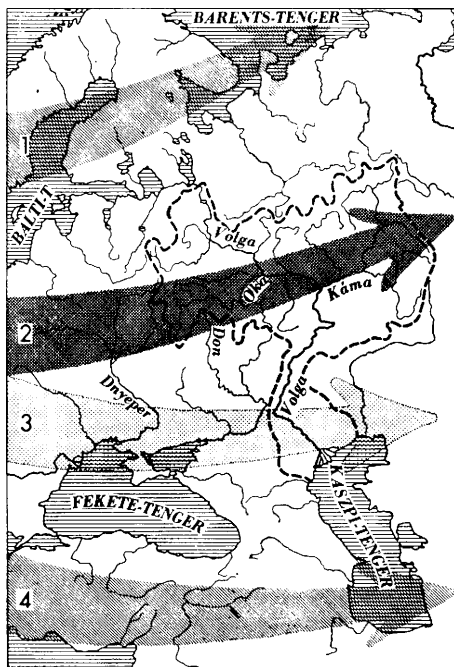 BARENTS-TENGER
1
BALTI-T
Volga
2
Oka
Káma
Don
Dnyeper
Volga
3
FEKETE-TENGER
KASZPI-TENGER
4